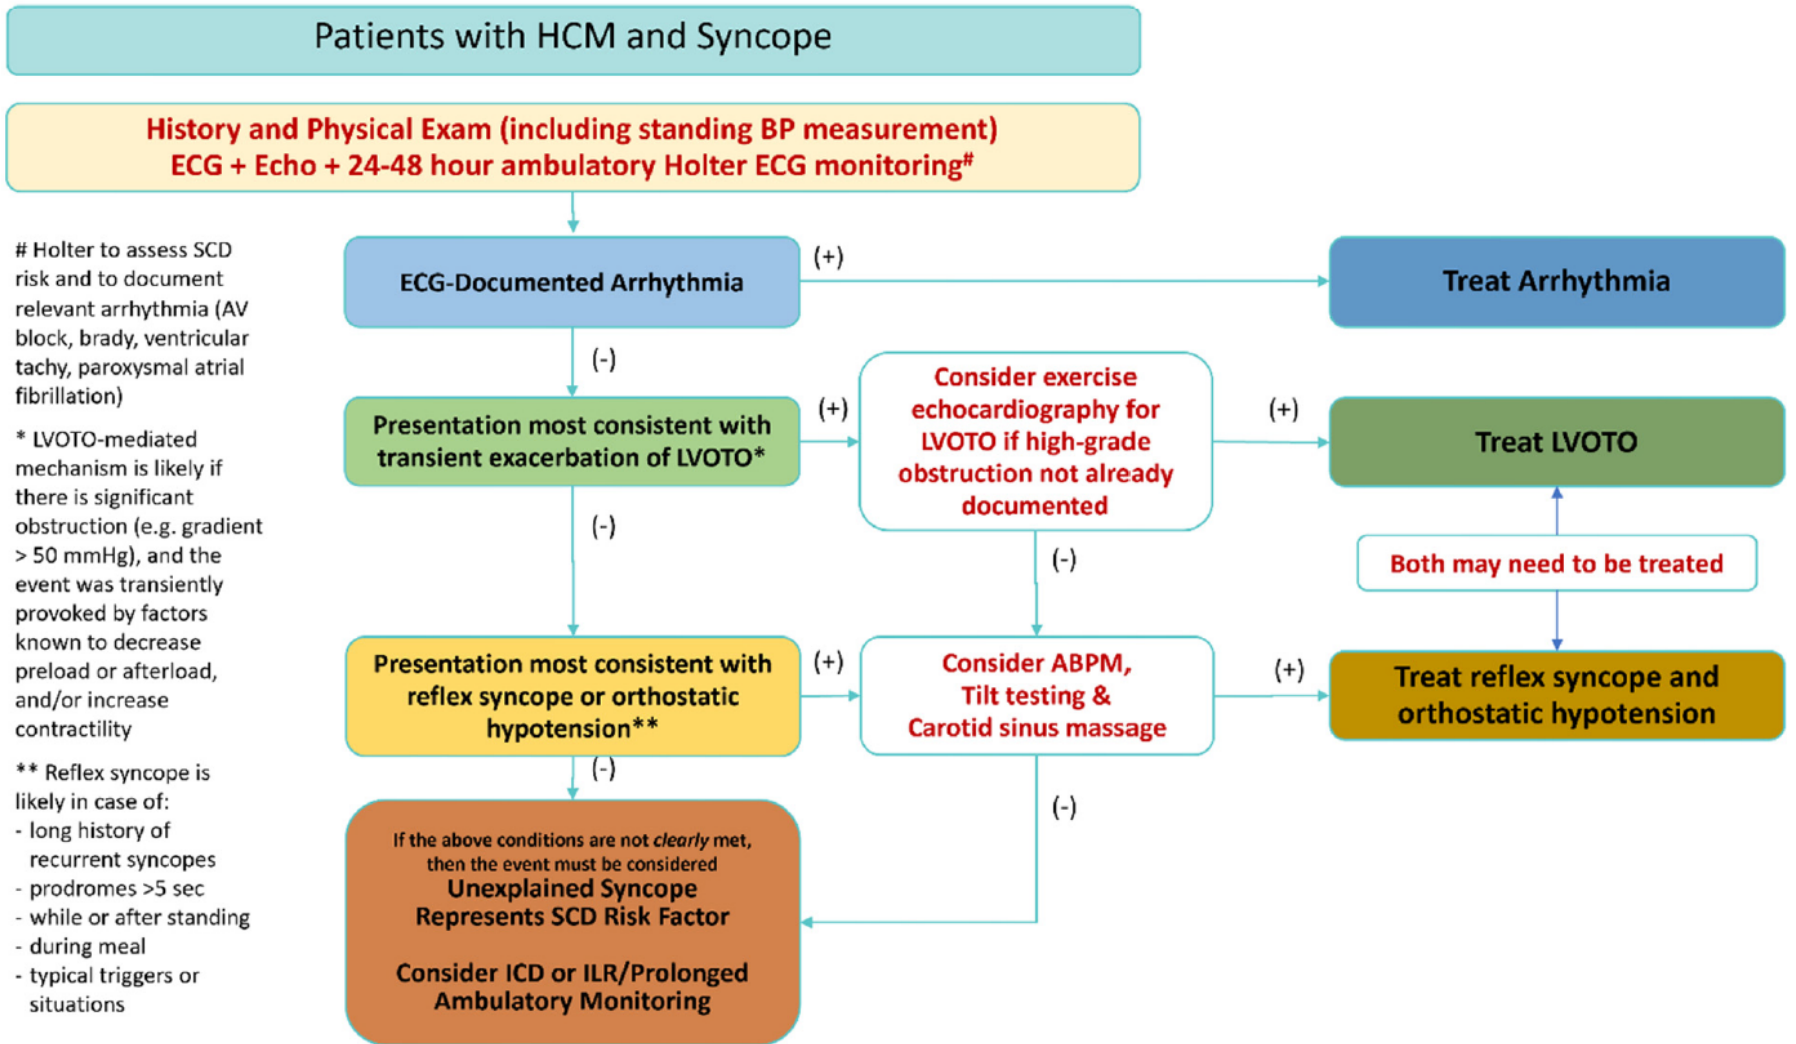 Patients with HCM and Syncope
History and Physical Exam (including standing BP measurement)
ECG + Echo + 24-48 hour ambulatory Holter ECG monitoring#
# Holter to assess SCD
risk and to document
relevant arrhythmia (AV
block, brady, ventricular
tachy, paroxysmal atrial
fibrillation)
* LVOTO-mediated
mechanism is likely if
there is significant
obstruction (e.g. gradient
> 50 mmHg), and the
event was transiently
provoked by factors
known to decrease
preload or afterload,
and/or increase
contractility
** Reflex syncope is
likely in case of:
- long history of
recurrent syncopes
- prodromes >5 sec
- while or after standing
- during meal
- typical triggers or
situations
ECG-Documented Arrhythmia
(+)
Treat Arrhythmia
(-)
Presentation most consistent with
transient exacerbation of LVOTO*
(+)
Consider exercise
echocardiography for
LVOTO if high-grade
obstruction not already
documented
(+)
Treat LVOTO
(-)
(-)
Both may need to be treated
Presentation most consistent with
reflex syncope or orthostatic
hypotension**
(+)
Consider ABPM,
Tilt testing &
Carotid sinus massage
(+)
Treat reflex syncope and
orthostatic hypotension
(-)
(-)
If the above conditions are not clearly met,
then the event must be considered
Unexplained Syncope
Represents SCD Risk Factor
Consider ICD or ILR/Prolonged
Ambulatory Monitoring